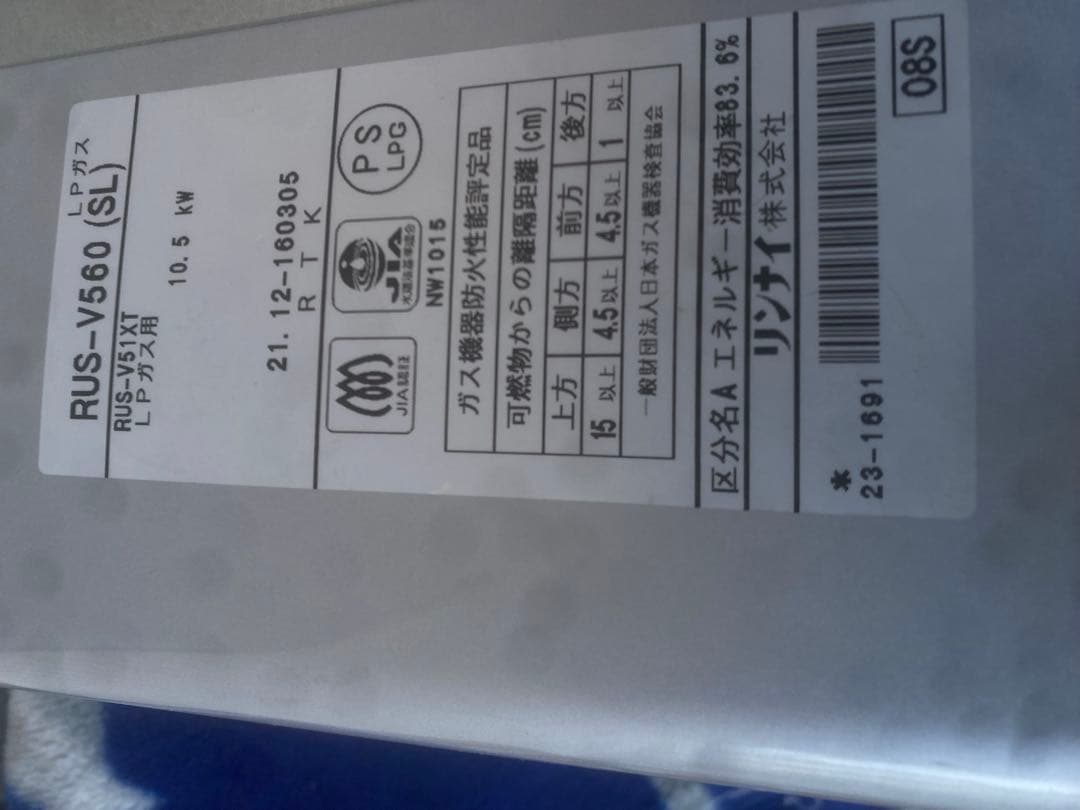 RUS-V560 (SL) LPガス
RUS-V51XT
LPガス用
10.5 kW
21.12-160305
RTK
JIA認証
JIA
PS
LPG
NW1015
ガス機器防火性能評定品
可燃物からの離隔距離(cm)
上方 側方 前方 後方
15以上 4.5以上 4.5以上 1 以上
一般財団法人日本ガス機器検査協会
区分名A エネルギー消費効率83.6%
リンナイ株式会社
*
23-1691
08S